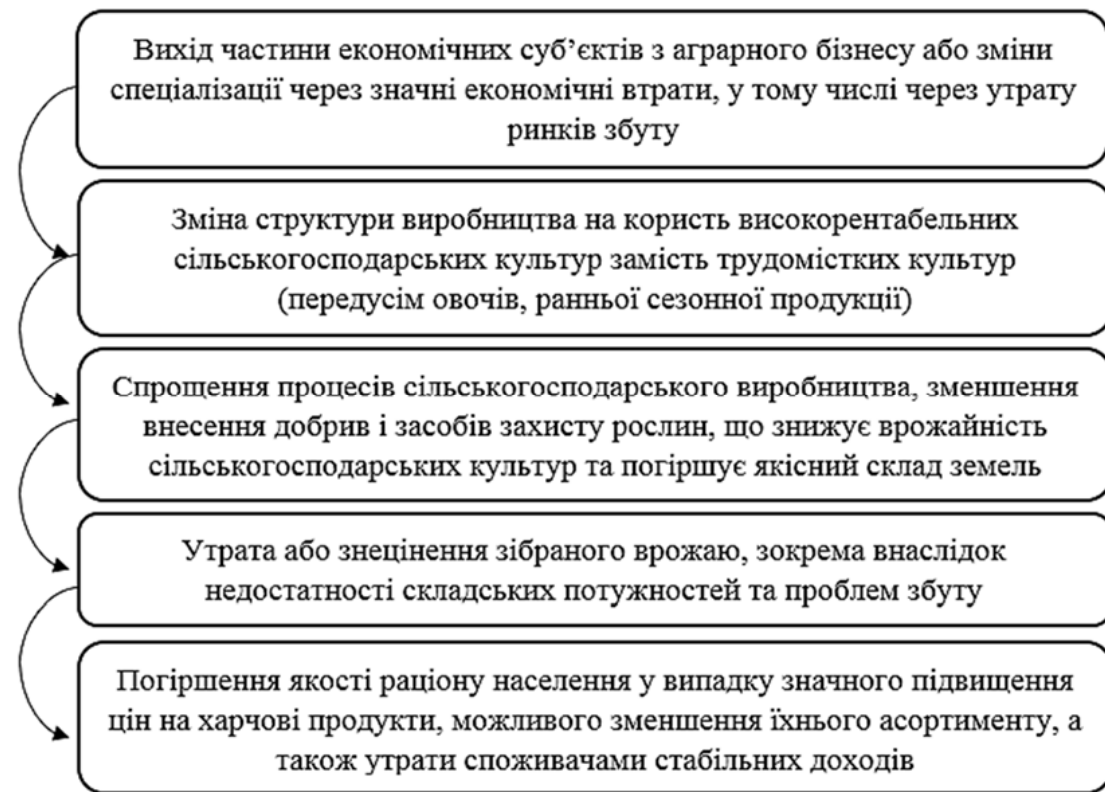 Вихід частини економічних суб’єктів з аграрного бізнесу або зміни
спеціалізації через значні економічні втрати, у тому числі через утрату
ринків збуту
Зміна структури виробництва на користь високорентабельних
сільськогосподарських культур замість трудомістких культур
(передусім овочів, ранньої сезонної продукції)
Спрощення процесів сільськогосподарського виробництва, зменшення
внесення добрив і засобів захисту рослин, що знижує врожайність
сільськогосподарських культур та погіршує якісний склад земель
Утрата або знецінення зібраного врожаю, зокрема внаслідок
недостатності складських потужностей та проблем збуту
Погіршення якості раціону населення у випадку значного підвищення
цін на харчові продукти, можливого зменшення їхнього асортименту, а
також утрати споживачами стабільних доходів